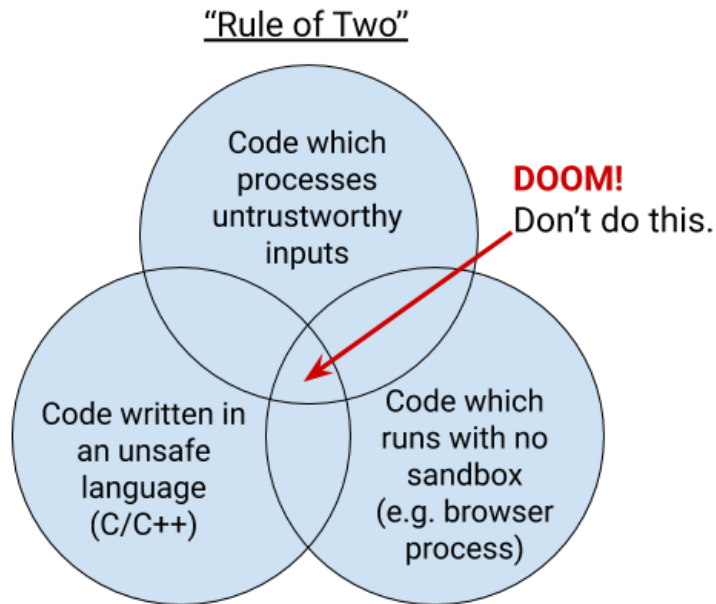 “Rule of Two”
Code which
processes
untrustworthy
inputs
DOOM!
Don’t do this.
Code written in
an unsafe
language
(C/C++)
Code which
runs with no
sandbox
(e.g. browser
process)